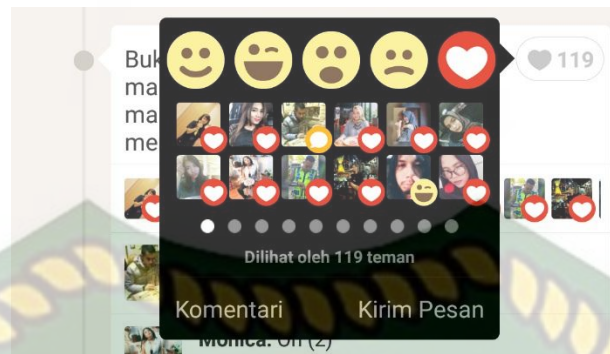 Buk
ma
ma
me
119
Dilihat oleh 119 teman
Komentari
Kirim Pesan
Monica: Oh (2)